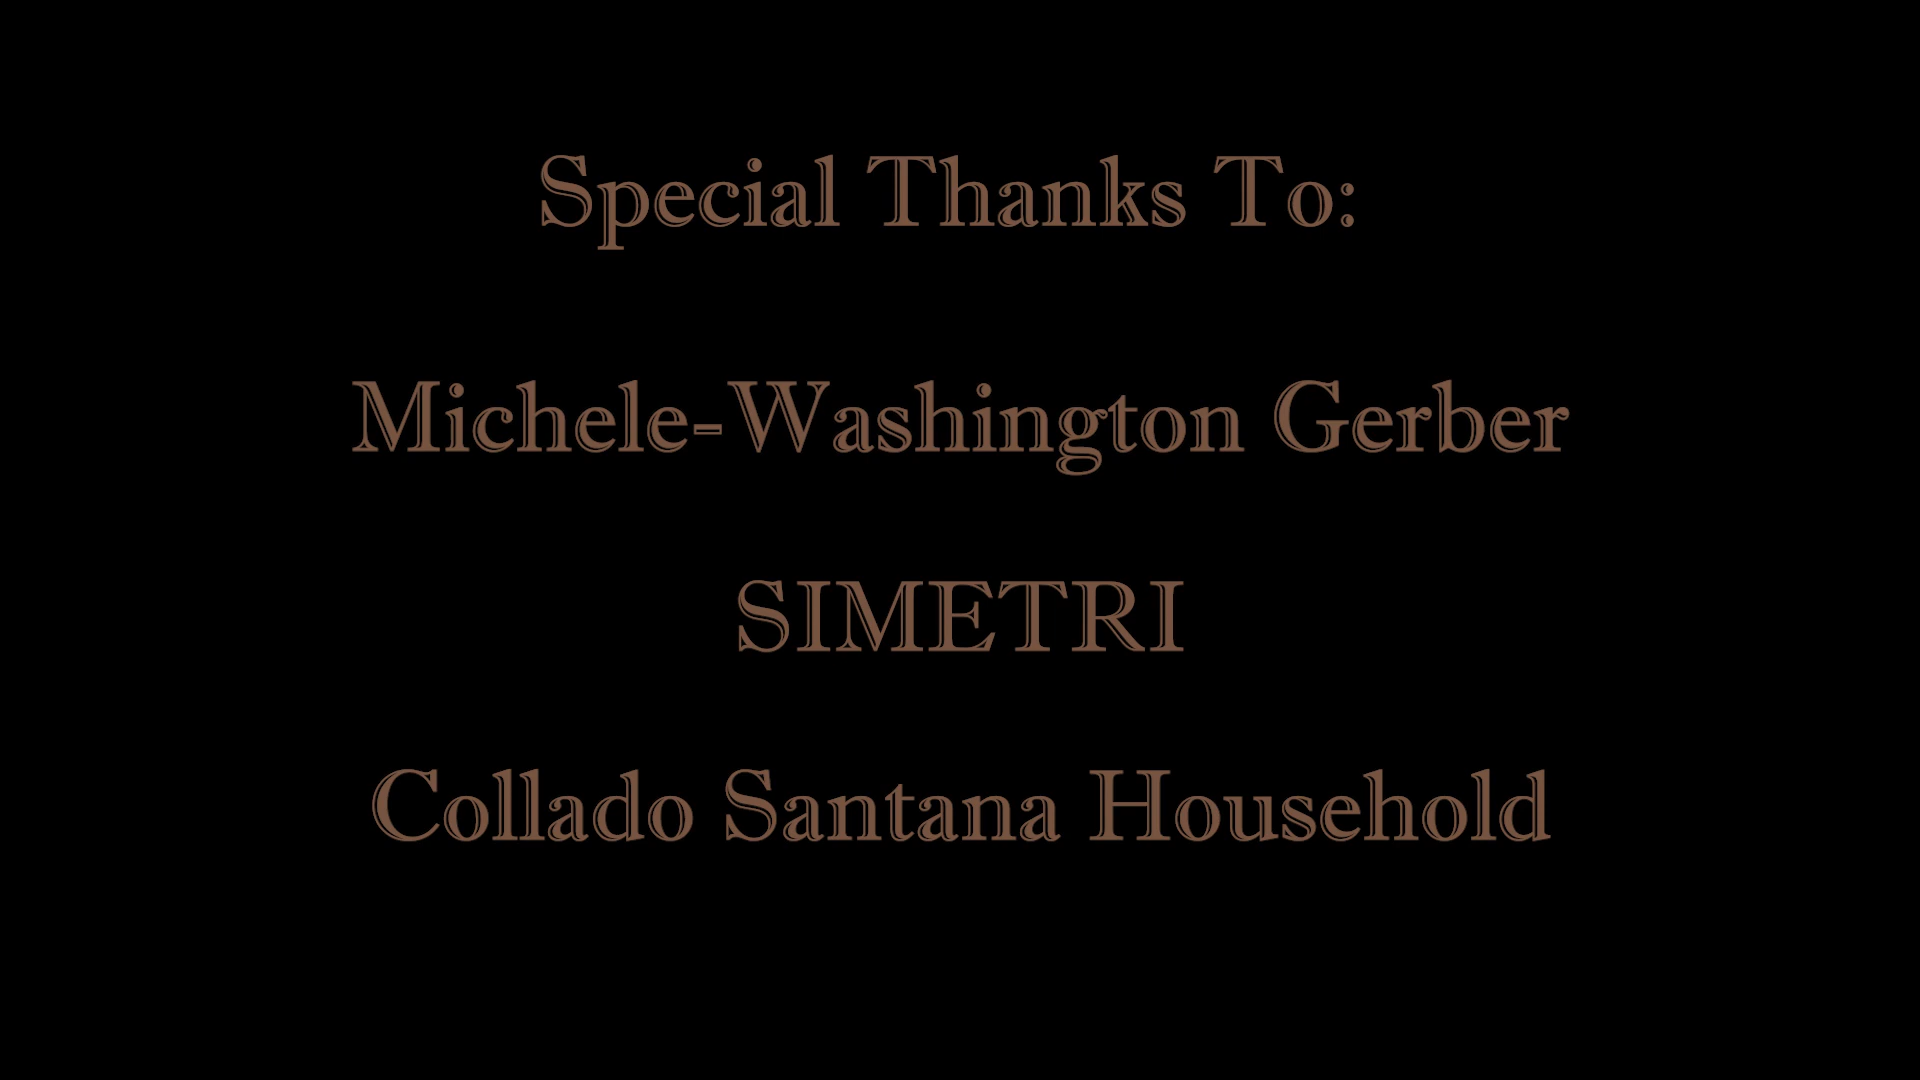 Special Thanks To:
Michele-Washington Gerber
SIMETRI
Collado Santana Household